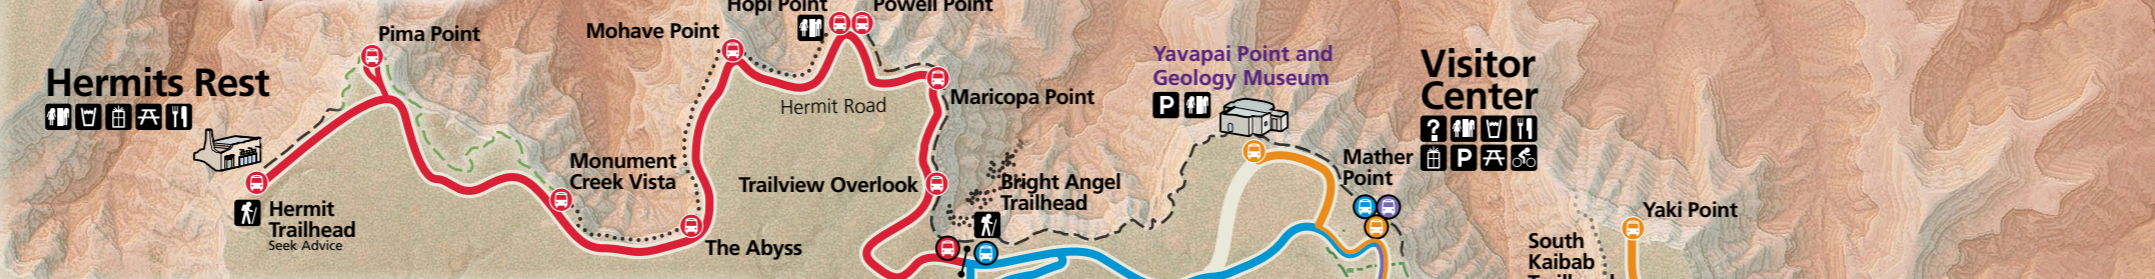 Hopi Point
Powell Point
Pima Point
Mohave Point
Hermits Rest
Yavapai Point and
Geology Museum
Visitor
Center
Hermit Road
Maricopa Point
P
?
P
Mather
Point
Monument
Creek Vista
Trailview Overlook
Bright Angel
Trailhead
Hermit
Trailhead
Seek Advice
The Abyss
Yaki Point
South
Kaibab
Trailhead